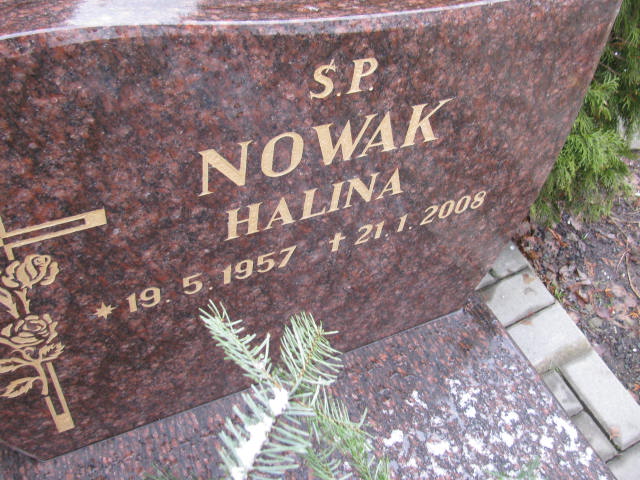 Ś.P.
NOWAK
HALINA
* 19. 5. 1957 ✝ 21. 1. 2008